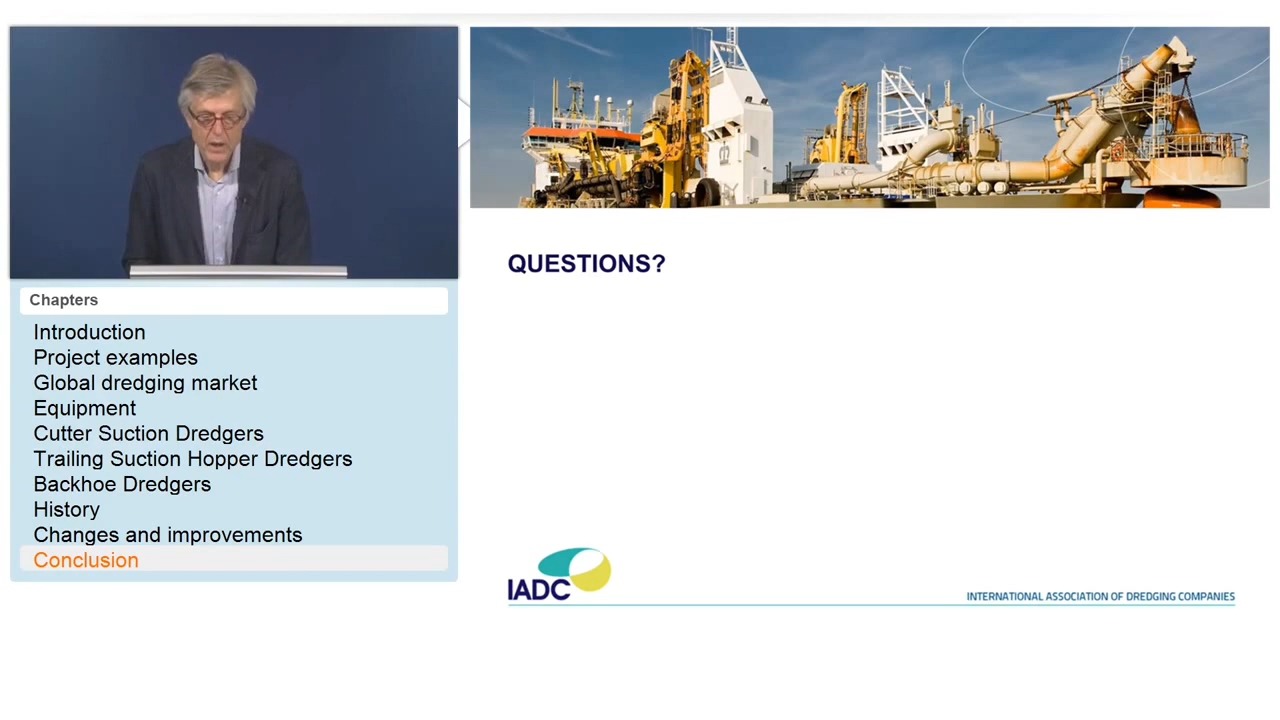 Chapters
Introduction
Project examples
Global dredging market
Equipment
Cutter Suction Dredgers
Trailing Suction Hopper Dredgers
Backhoe Dredgers
History
Changes and improvements
Conclusion
QUESTIONS?
IADC
INTERNATIONAL ASSOCIATION OF DREDGING COMPANIES